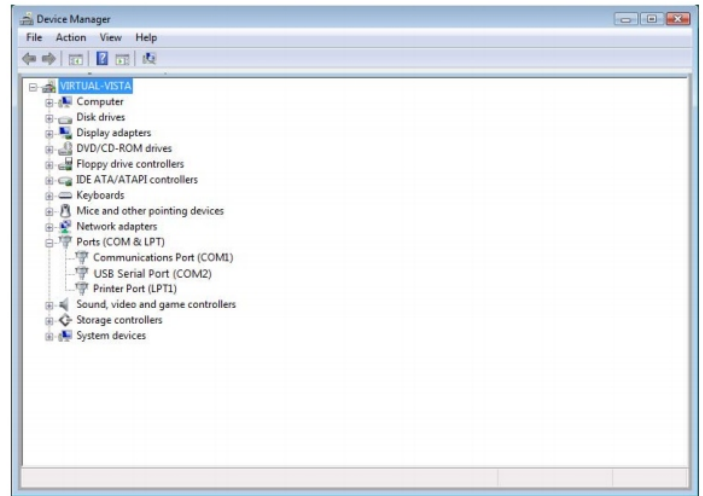 Device Manager
File Action View Help
VIRTUAL-VISTA
Computer
Disk drives
Display adapters
DVD/CD-ROM drives
Floppy drive controllers
IDE ATA/ATAPI controllers
Keyboards
Mice and other pointing devices
Network adapters
Ports (COM & LPT)
Communications Port (COM1)
USB Serial Port (COM2)
Printer Port (LPT1)
Sound, video and game controllers
Storage controllers
System devices